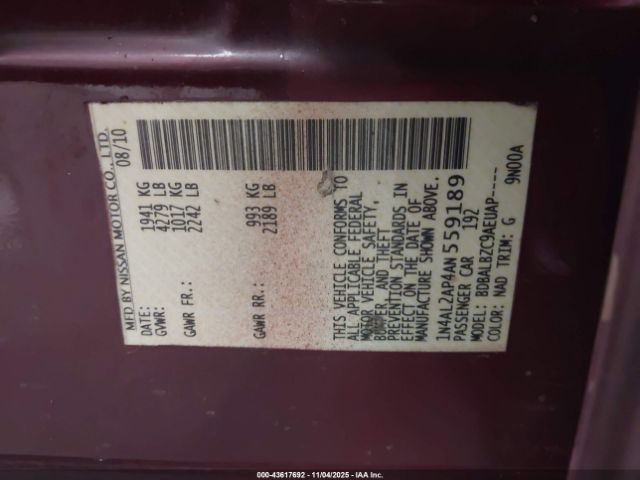 MFD BY NISSAN MOTOR CO., LTD.
DATE: 08/10
GVWR: 1941 KG
4279 LB
GAWR FR.: 1017 KG
2242 LB
GAWR RR.: 993 KG
2189 LB
THIS VEHICLE CONFORMS TO
ALL APPLICABLE FEDERAL
MOTOR VEHICLE SAFETY,
BUMPER, AND THEFT
PREVENTION STANDARDS IN
EFFECT ON THE DATE OF
MANUFACTURE SHOWN ABOVE.
1N4AL2AP4AN559189
PASSENGER CAR 192
MODEL: BDBALBZC9AEUAP-----
COLOR: NAD TRIM: G 9N00A
000-43617692 - 11/04/2025 - IAA Inc.